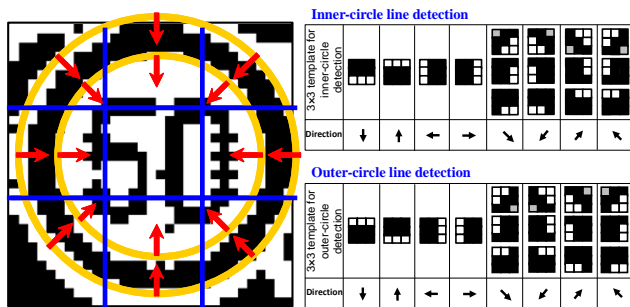 50
Inner-circle line detection
3×3 template for
inner-circle
detection
Direction
Outer-circle line detection
3×3 template for
outer-circle
detection
Direction